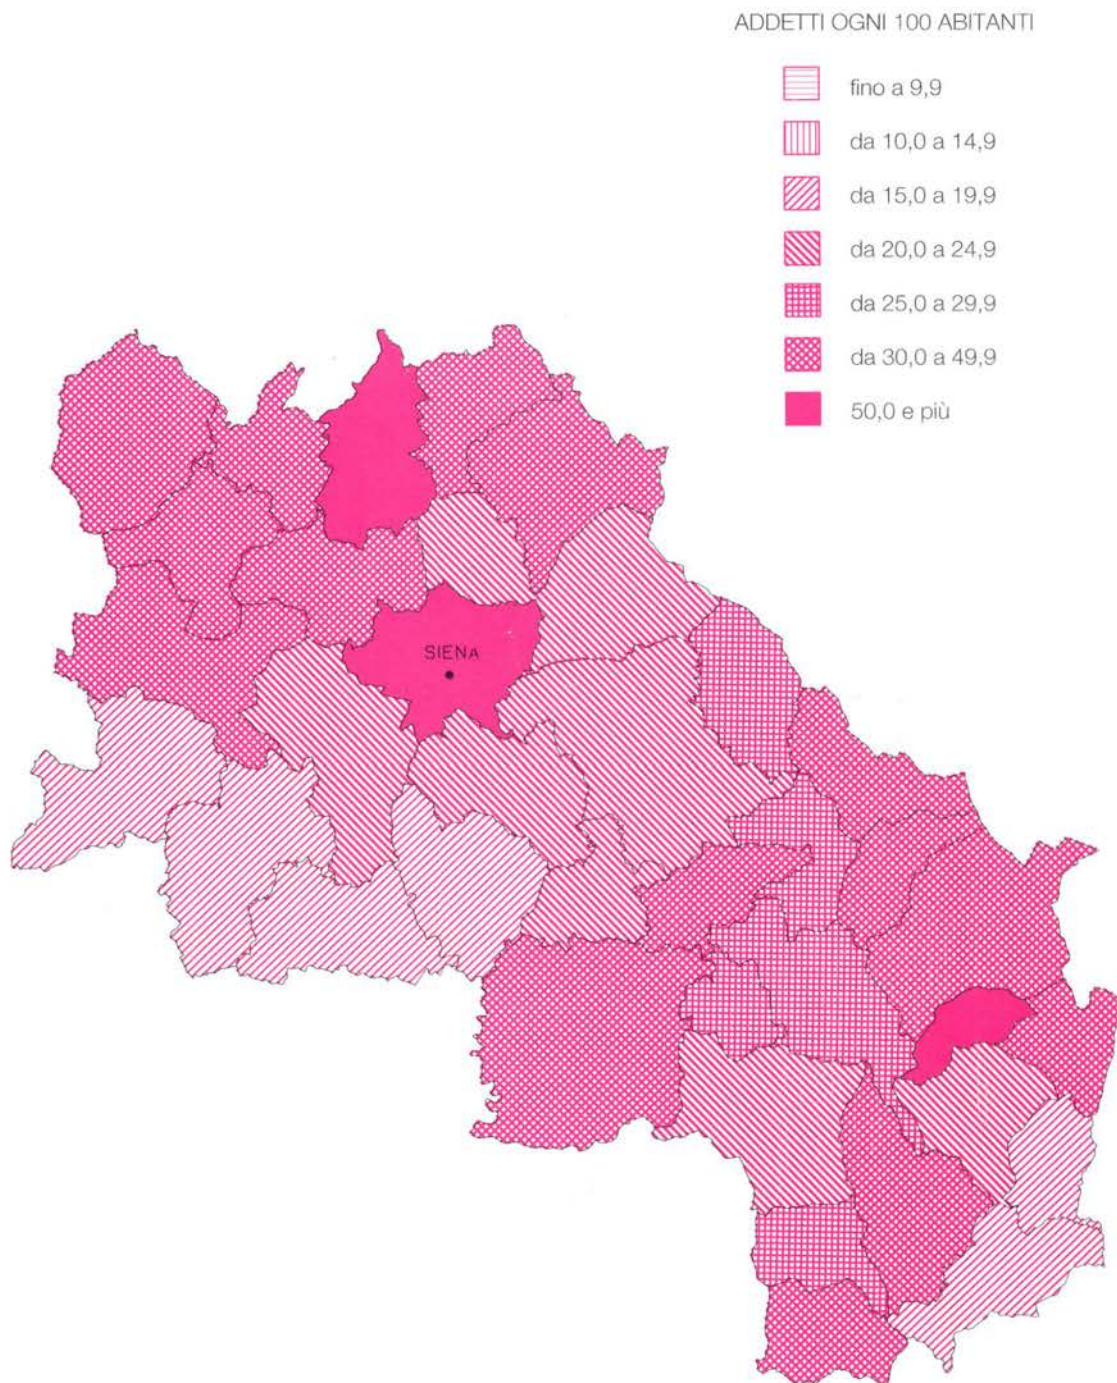 ADDETTI OGNI 100 ABITANTI
fino a 9,9
da 10,0 a 14,9
da 15,0 a 19,9
da 20,0 a 24,9
da 25,0 a 29,9
da 30,0 a 49,9
50,0 e più
SIENA